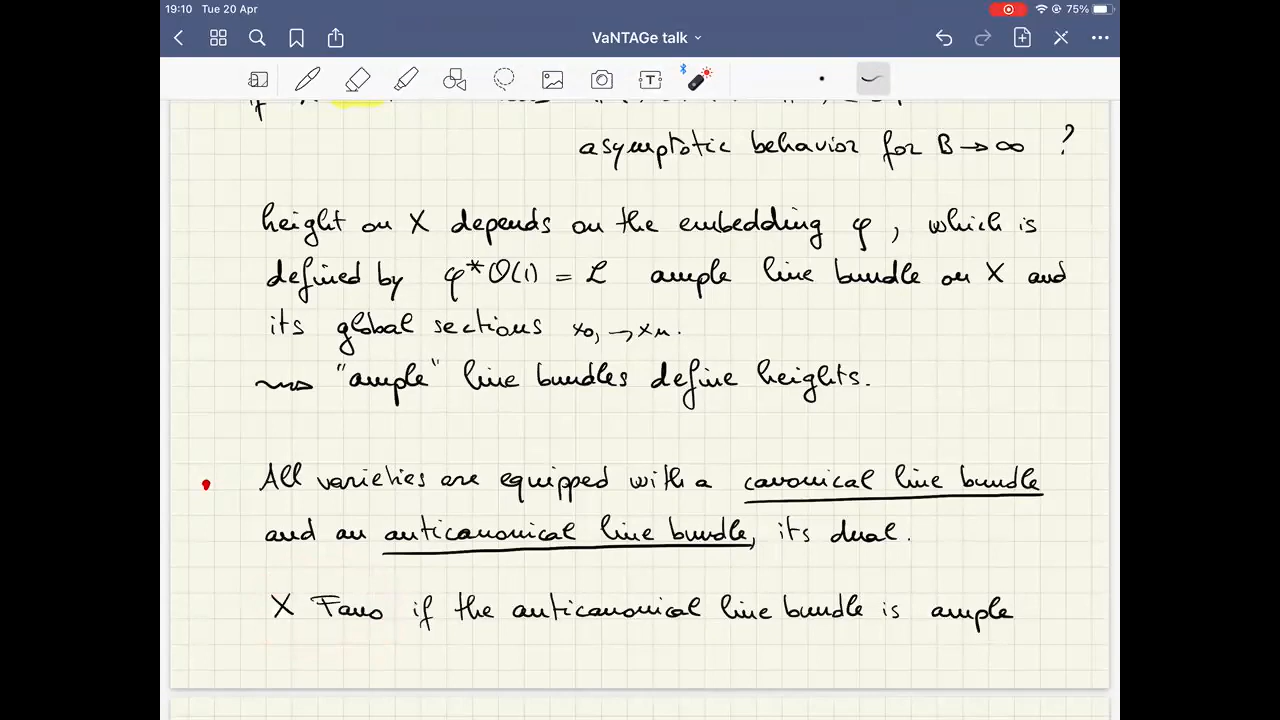 19:10 Tue 20 Apr
75%
VaNTAGe talk
if X
asymptotic behavior for B → ∞ ?
height on X depends on the embedding φ, which is
defined by φ*O(1) = L ample line bundle on X and
its global sections x0, → xn.
"ample" line bundles define heights.
All varieties are equipped with a canonical line bundle
and an anticanonical line bundle, its dual.
X Fano if the anticanonical line bundle is ample